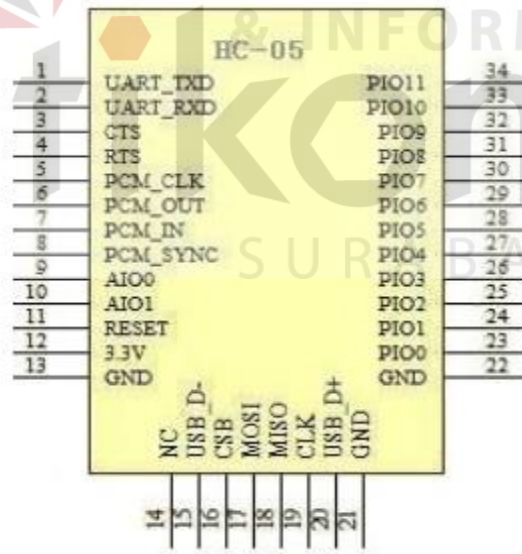 & INFORM
HC-05
1 UART_TXD PIO11 34
2 UART_RXD PIO10 33
3 CTS PIO9 32
4 RTS PIO8 31
5 PCM_CLK PIO7 30
6 PCM_OUT PIO6 29
7 PCM_IN PIO5 28
8 PCM_SYNC PIO4 27
9 AIO0 PIO3 26
10 AIO1 PIO2 25
11 RESET PIO1 24
12 3.3V PIO0 23
13 GND GND 22
NC USB_D- CSB MOSI MISO CLK USB_D+ GND
14 15 16 17 18 19 20 21
SURABA